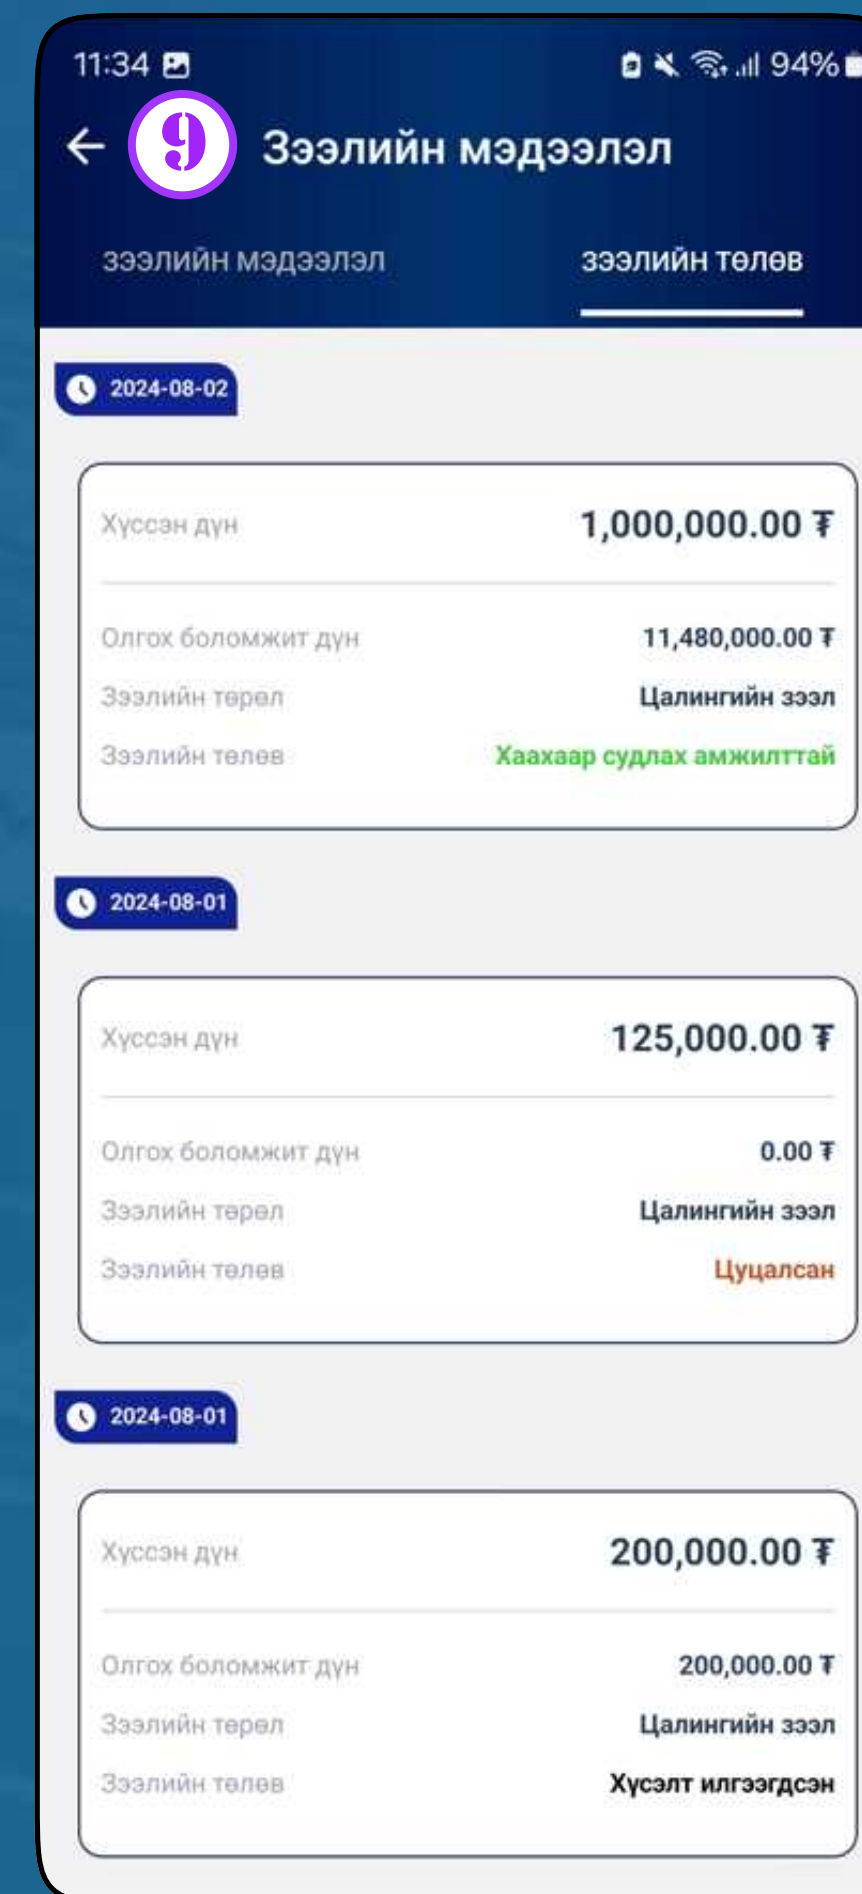 11:34 94%
9 Зээлийн мэдээлэл
ЗЭЭЛИЙН МЭДЭЭЛЭЛ ЗЭЭЛИЙН ТӨЛӨВ
2024-08-02
Хүссэн дүн 1,000,000.00 ₮
Олгох боломжит дүн 11,480,000.00 ₮
Зээлийн төрөл Цалингийн зээл
Зээлийн төлөв Хаахаар судлах амжилттай
2024-08-01
Хүссэн дүн 125,000.00 ₮
Олгох боломжит дүн 0.00 ₮
Зээлийн төрөл Цалингийн зээл
Зээлийн төлөв Цуцалсан
2024-08-01
Хүссэн дүн 200,000.00 ₮
Олгох боломжит дүн 200,000.00 ₮
Зээлийн төрөл Цалингийн зээл
Зээлийн төлөв Хүсэлт илгээгдсэн